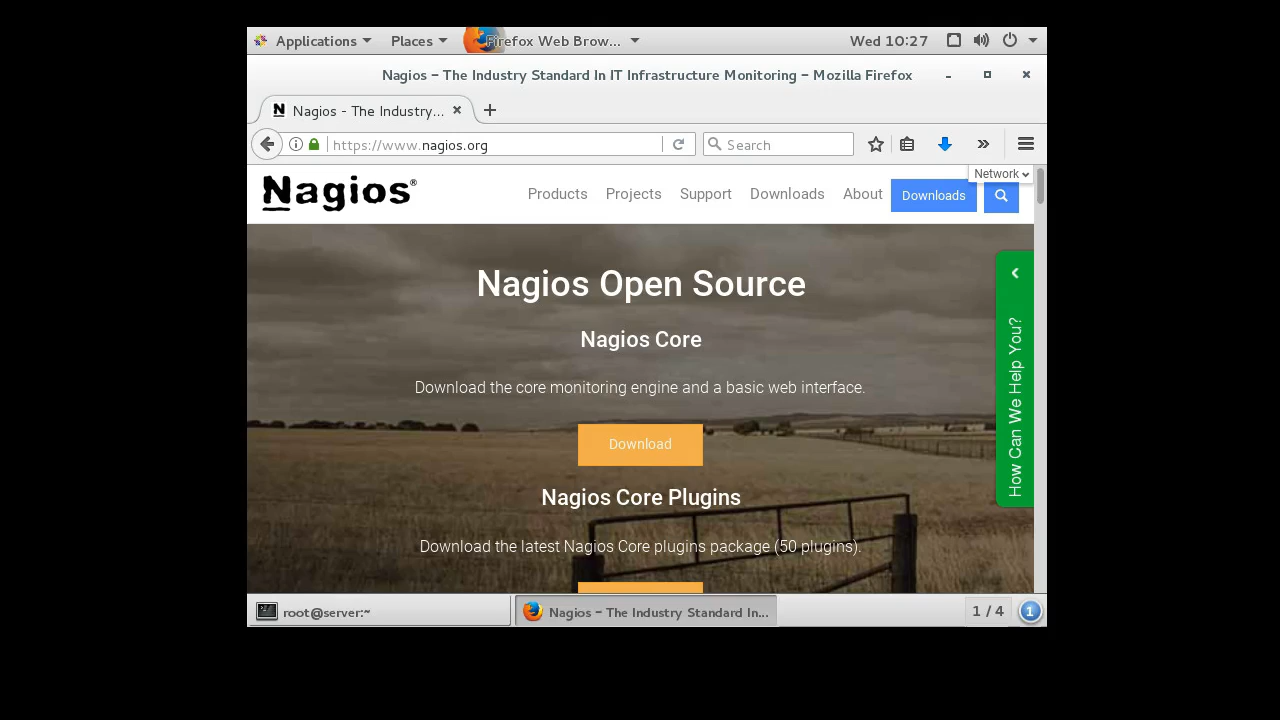 Applications Places Firefox Web Brow... Wed 10:27
Nagios – The Industry Standard In IT Infrastructure Monitoring – Mozilla Firefox
Nagios - The Industry...
https://www.nagios.org Search
Network
Nagios® Products Projects Support Downloads About Downloads
Nagios Open Source
Nagios Core
Download the core monitoring engine and a basic web interface.
Download
Nagios Core Plugins
Download the latest Nagios Core plugins package (50 plugins).
How Can We Help You?
root@server:~ Nagios – The Industry Standard In... 1 / 4 1